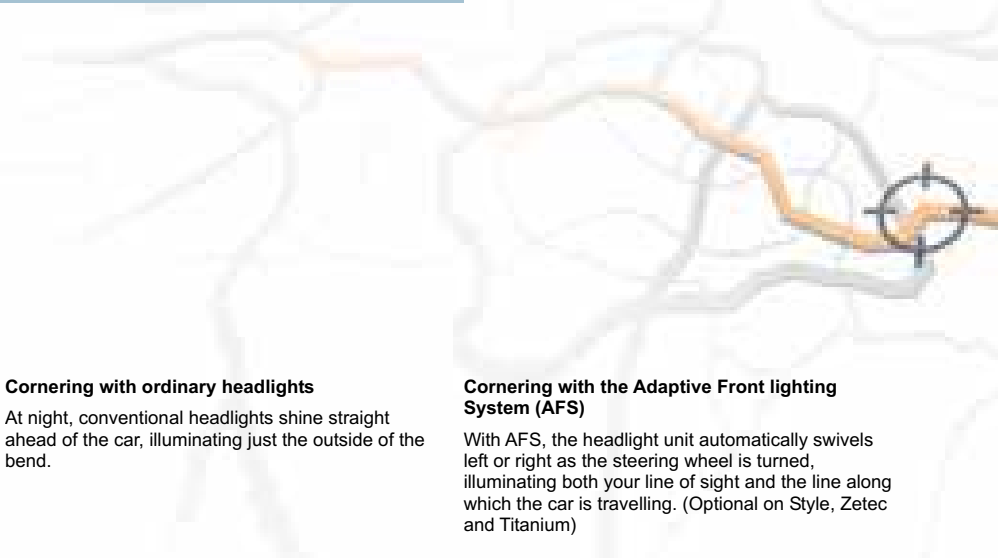 Cornering with ordinary headlights
At night, conventional headlights shine straight
ahead of the car, illuminating just the outside of the
bend.
Cornering with the Adaptive Front lighting
System (AFS)
With AFS, the headlight unit automatically swivels
left or right as the steering wheel is turned,
illuminating both your line of sight and the line along
which the car is travelling. (Optional on Style, Zetec
and Titanium)